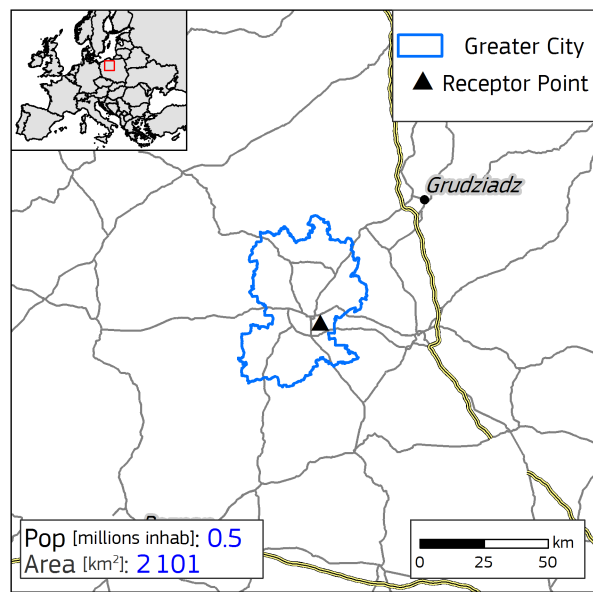 Greater City
Receptor Point
Grudziadz
Pop [millions inhab]: 0.5
Area [km²]: 2 101
km
0 25 50